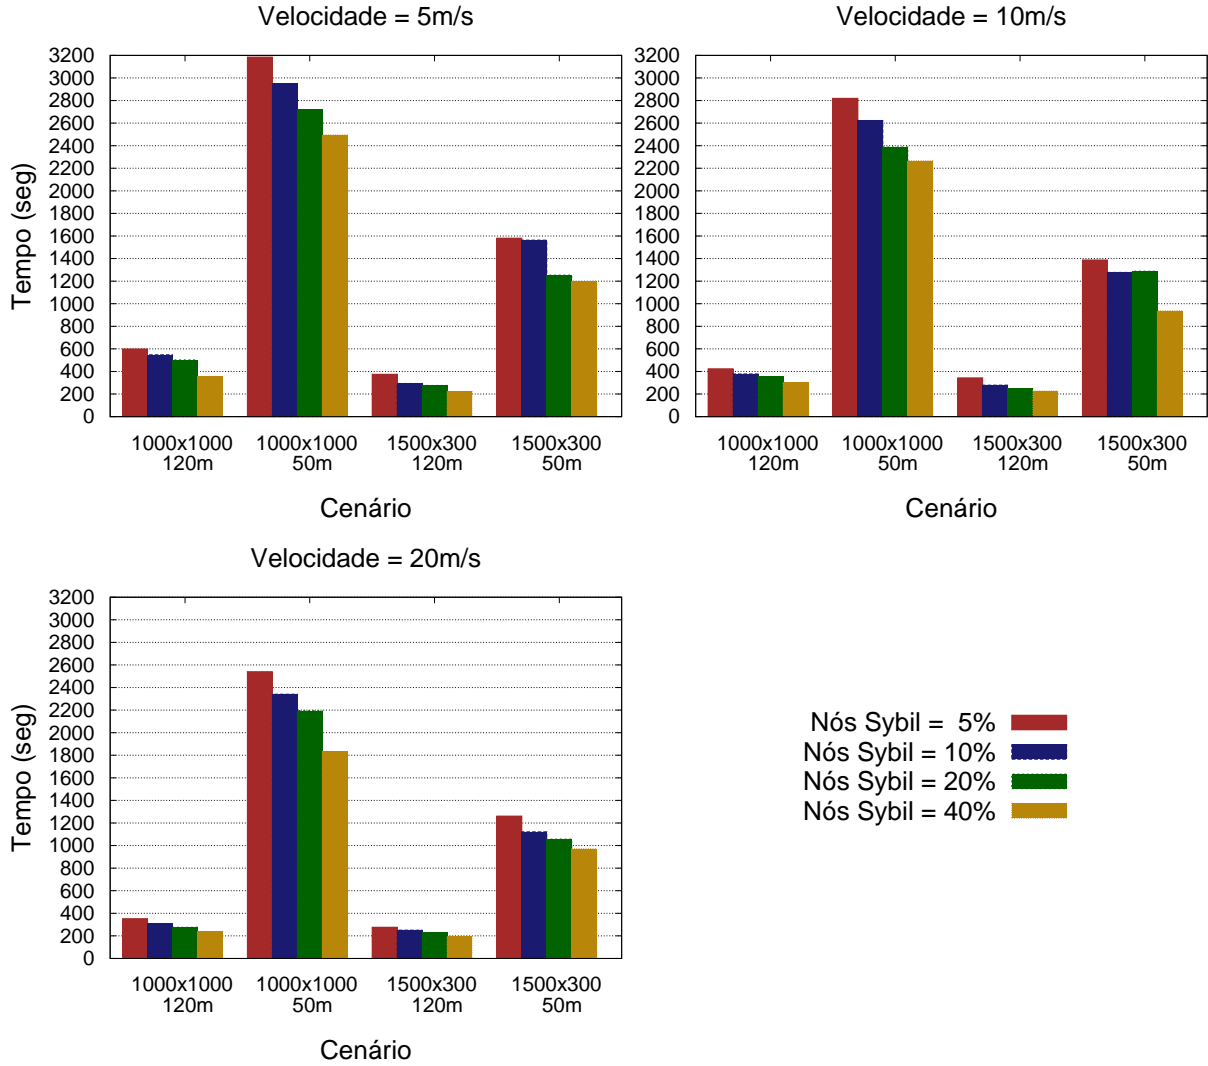 Velocidade = 5m/s
Tempo (seg)
3200
3000
2800
2600
2400
2200
2000
1800
1600
1400
1200
1000
800
600
400
200
0
1000x1000 1000x1000 1500x300 1500x300
120m 50m 120m 50m
Cenário
Velocidade = 10m/s
3200
3000
2800
2600
2400
2200
2000
1800
1600
1400
1200
1000
800
600
400
200
0
1000x1000 1000x1000 1500x300 1500x300
120m 50m 120m 50m
Cenário
Velocidade = 20m/s
Tempo (seg)
3200
3000
2800
2600
2400
2200
2000
1800
1600
1400
1200
1000
800
600
400
200
0
1000x1000 1000x1000 1500x300 1500x300
120m 50m 120m 50m
Cenário
Nós Sybil = 5%
Nós Sybil = 10%
Nós Sybil = 20%
Nós Sybil = 40%